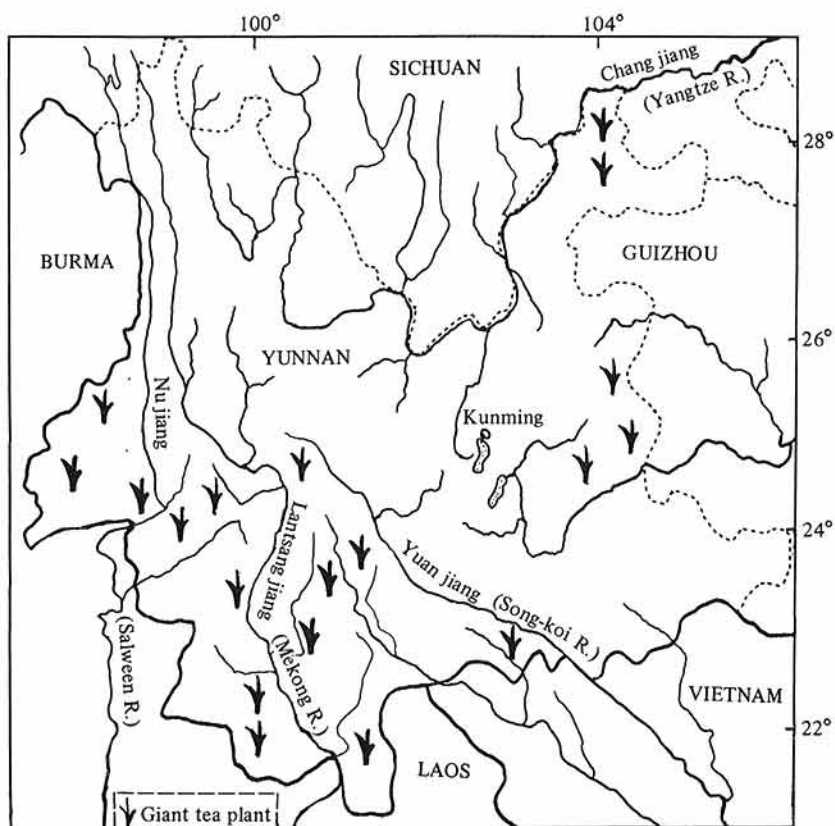 100°
104°
SICHUAN
Chang jiang
(Yangtze R.)
28°
BURMA
GUIZHOU
26°
YUNNAN
Nu jiang
Kunming
24°
Lantsang jiang
(Mekong R.)
Yuan jiang (Song-koi R.)
(Salween R.)
VIETNAM
22°
LAOS
Giant tea plant